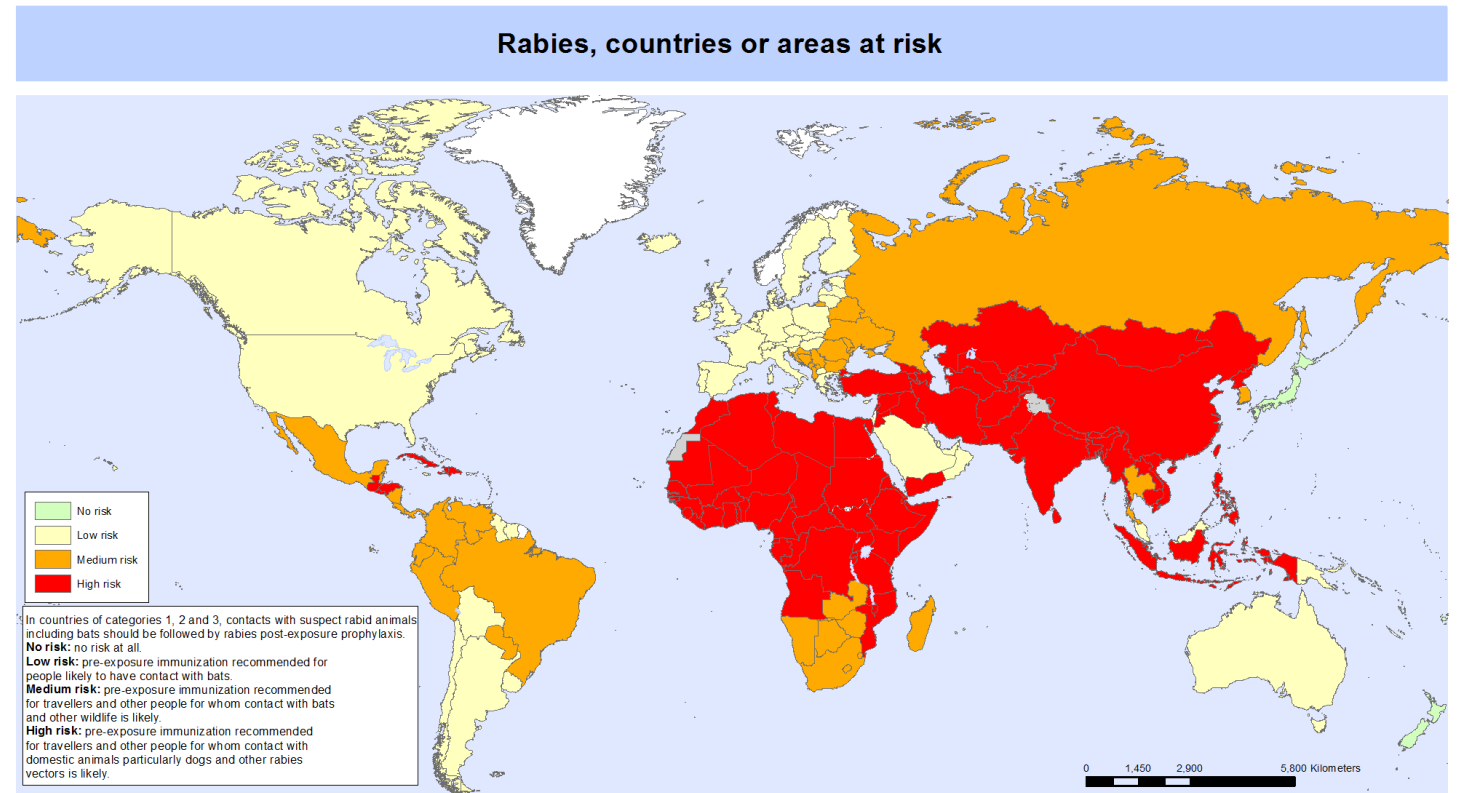 Rabies, countries or areas at risk
No risk
Low risk
Medium risk
High risk
In countries of categories 1, 2 and 3, contacts with suspect rabid animals
including bats should be followed by rabies post-exposure prophylaxis.
No risk: no risk at all.
Low risk: pre-exposure immunization recommended for
people likely to have contact with bats.
Medium risk: pre-exposure immunization recommended
for travellers and other people for whom contact with bats
and other wildlife is likely.
High risk: pre-exposure immunization recommended
for travellers and other people for whom contact with
domestic animals particularly dogs and other rabies
vectors is likely.
0 1,450 2,900 5,800 Kilometers